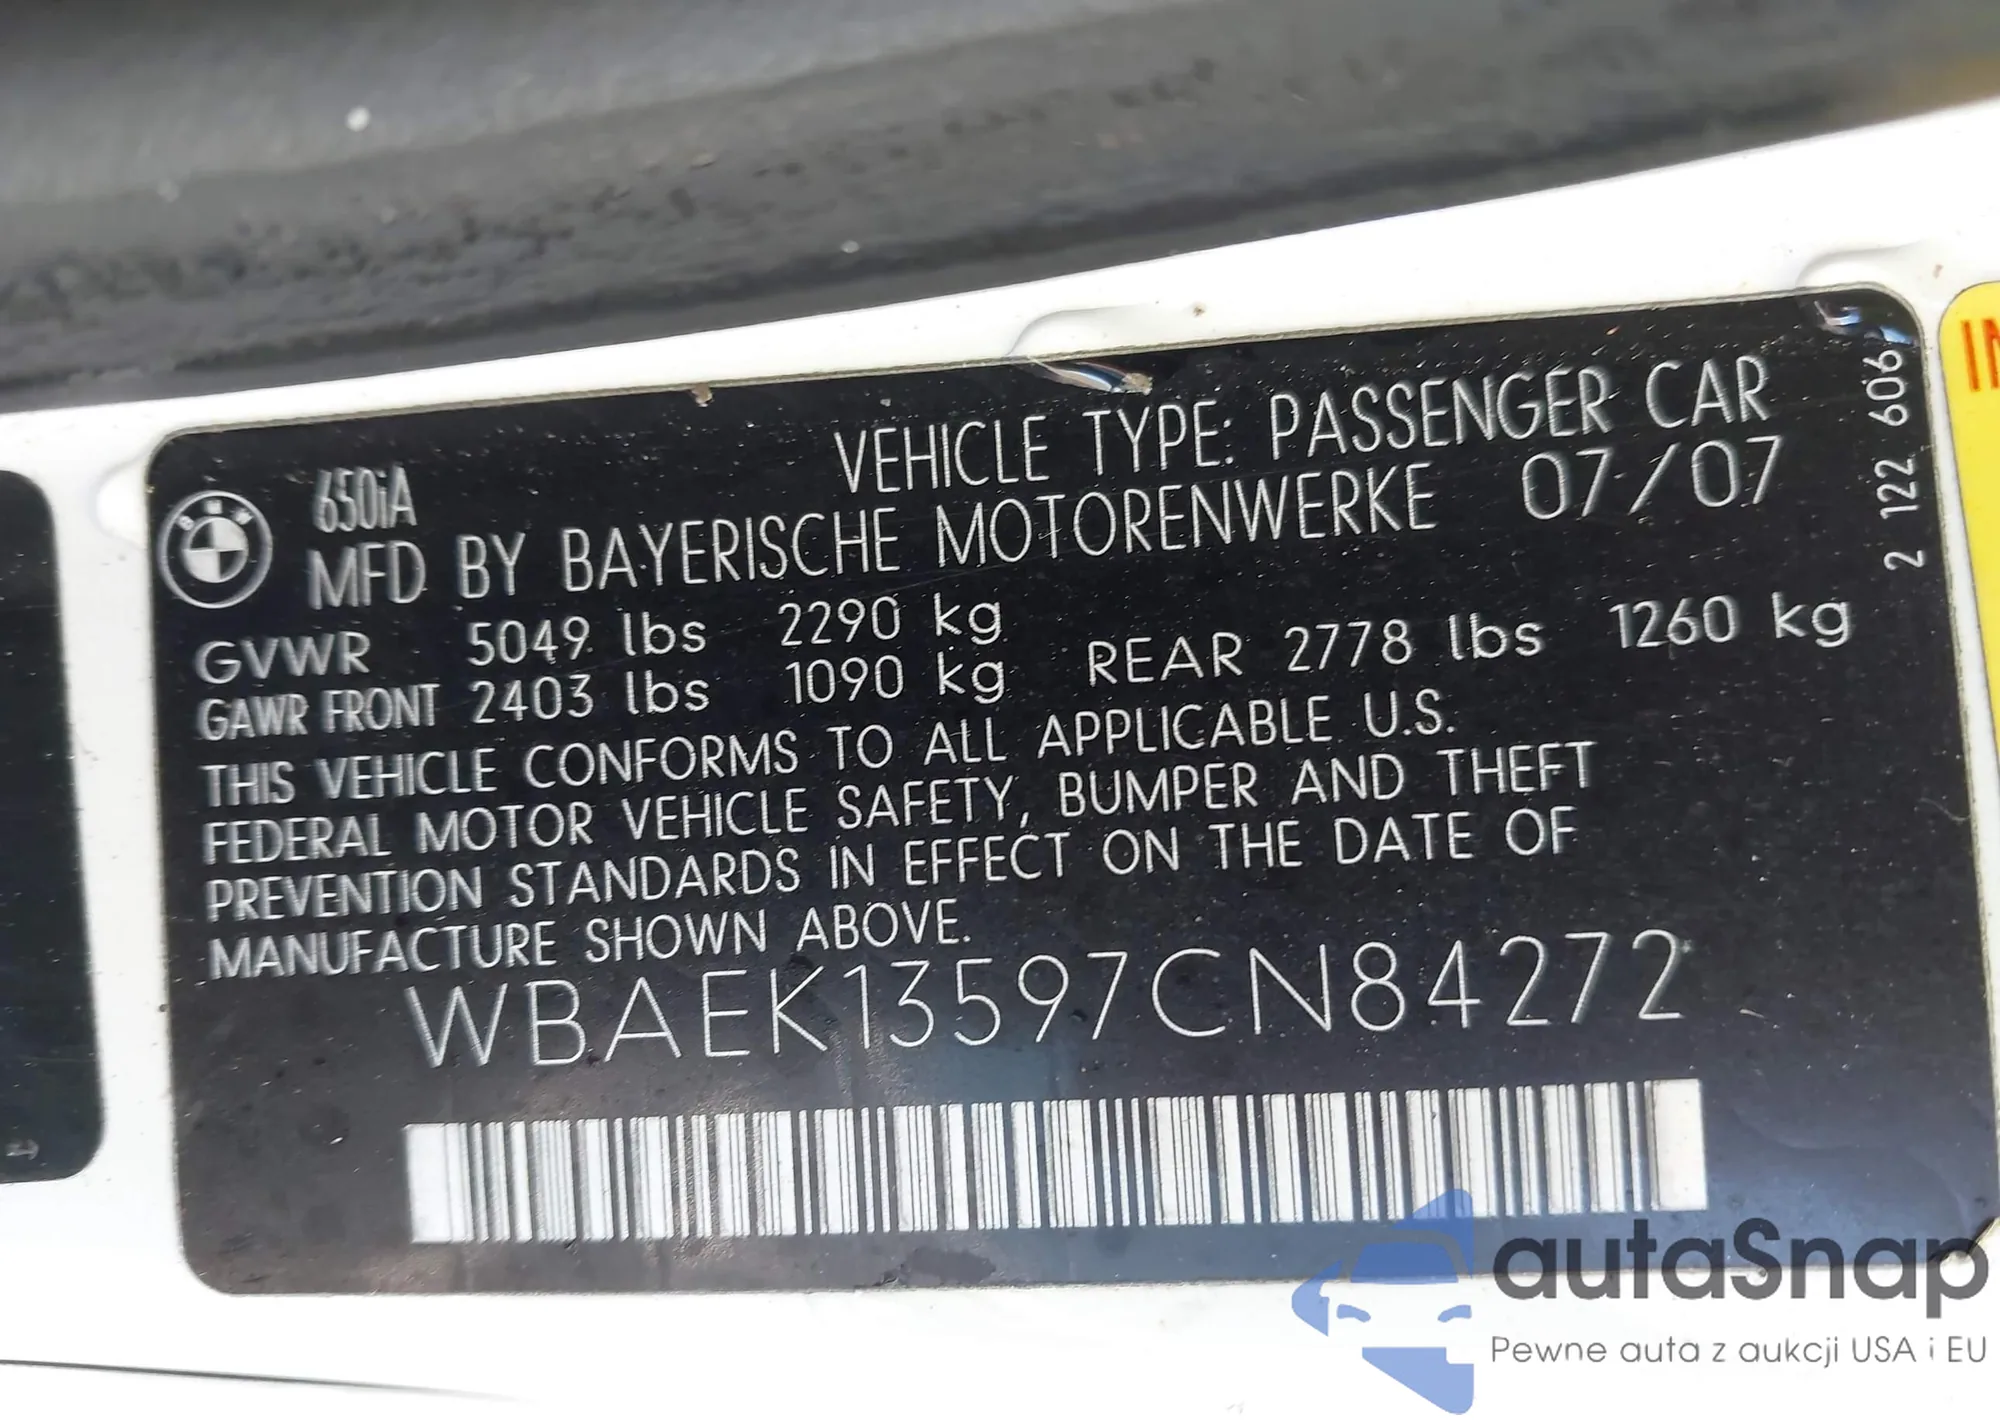 VEHICLE TYPE: PASSENGER CAR
650iA
MFD BY BAYERISCHE MOTORENWERKE 07/07
GVWR 5049 lbs 2290 kg
GAWR FRONT 2403 lbs 1090 kg REAR 2778 lbs 1260 kg
THIS VEHICLE CONFORMS TO ALL APPLICABLE U.S.
FEDERAL MOTOR VEHICLE SAFETY, BUMPER AND THEFT
PREVENTION STANDARDS IN EFFECT ON THE DATE OF
MANUFACTURE SHOWN ABOVE.
WBAEK13597CN84272
2 122 606
BMW
autaSnap
Pewne auta z aukcji USA i EU